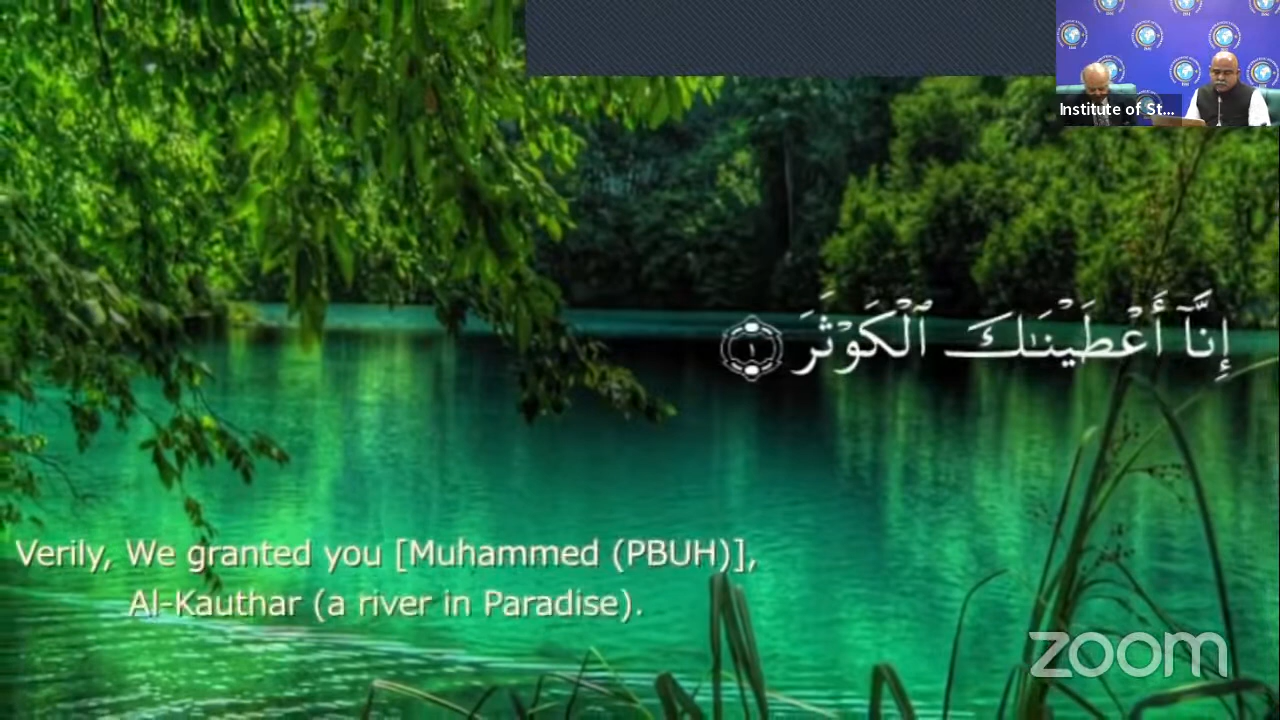 Institute of St...
إِنَّآ أَعْطَيْنَـٰكَ ٱلْكَوْثَرَ ١
Verily, We granted you [Muhammed (PBUH)],
Al-Kauthar (a river in Paradise).
zoom